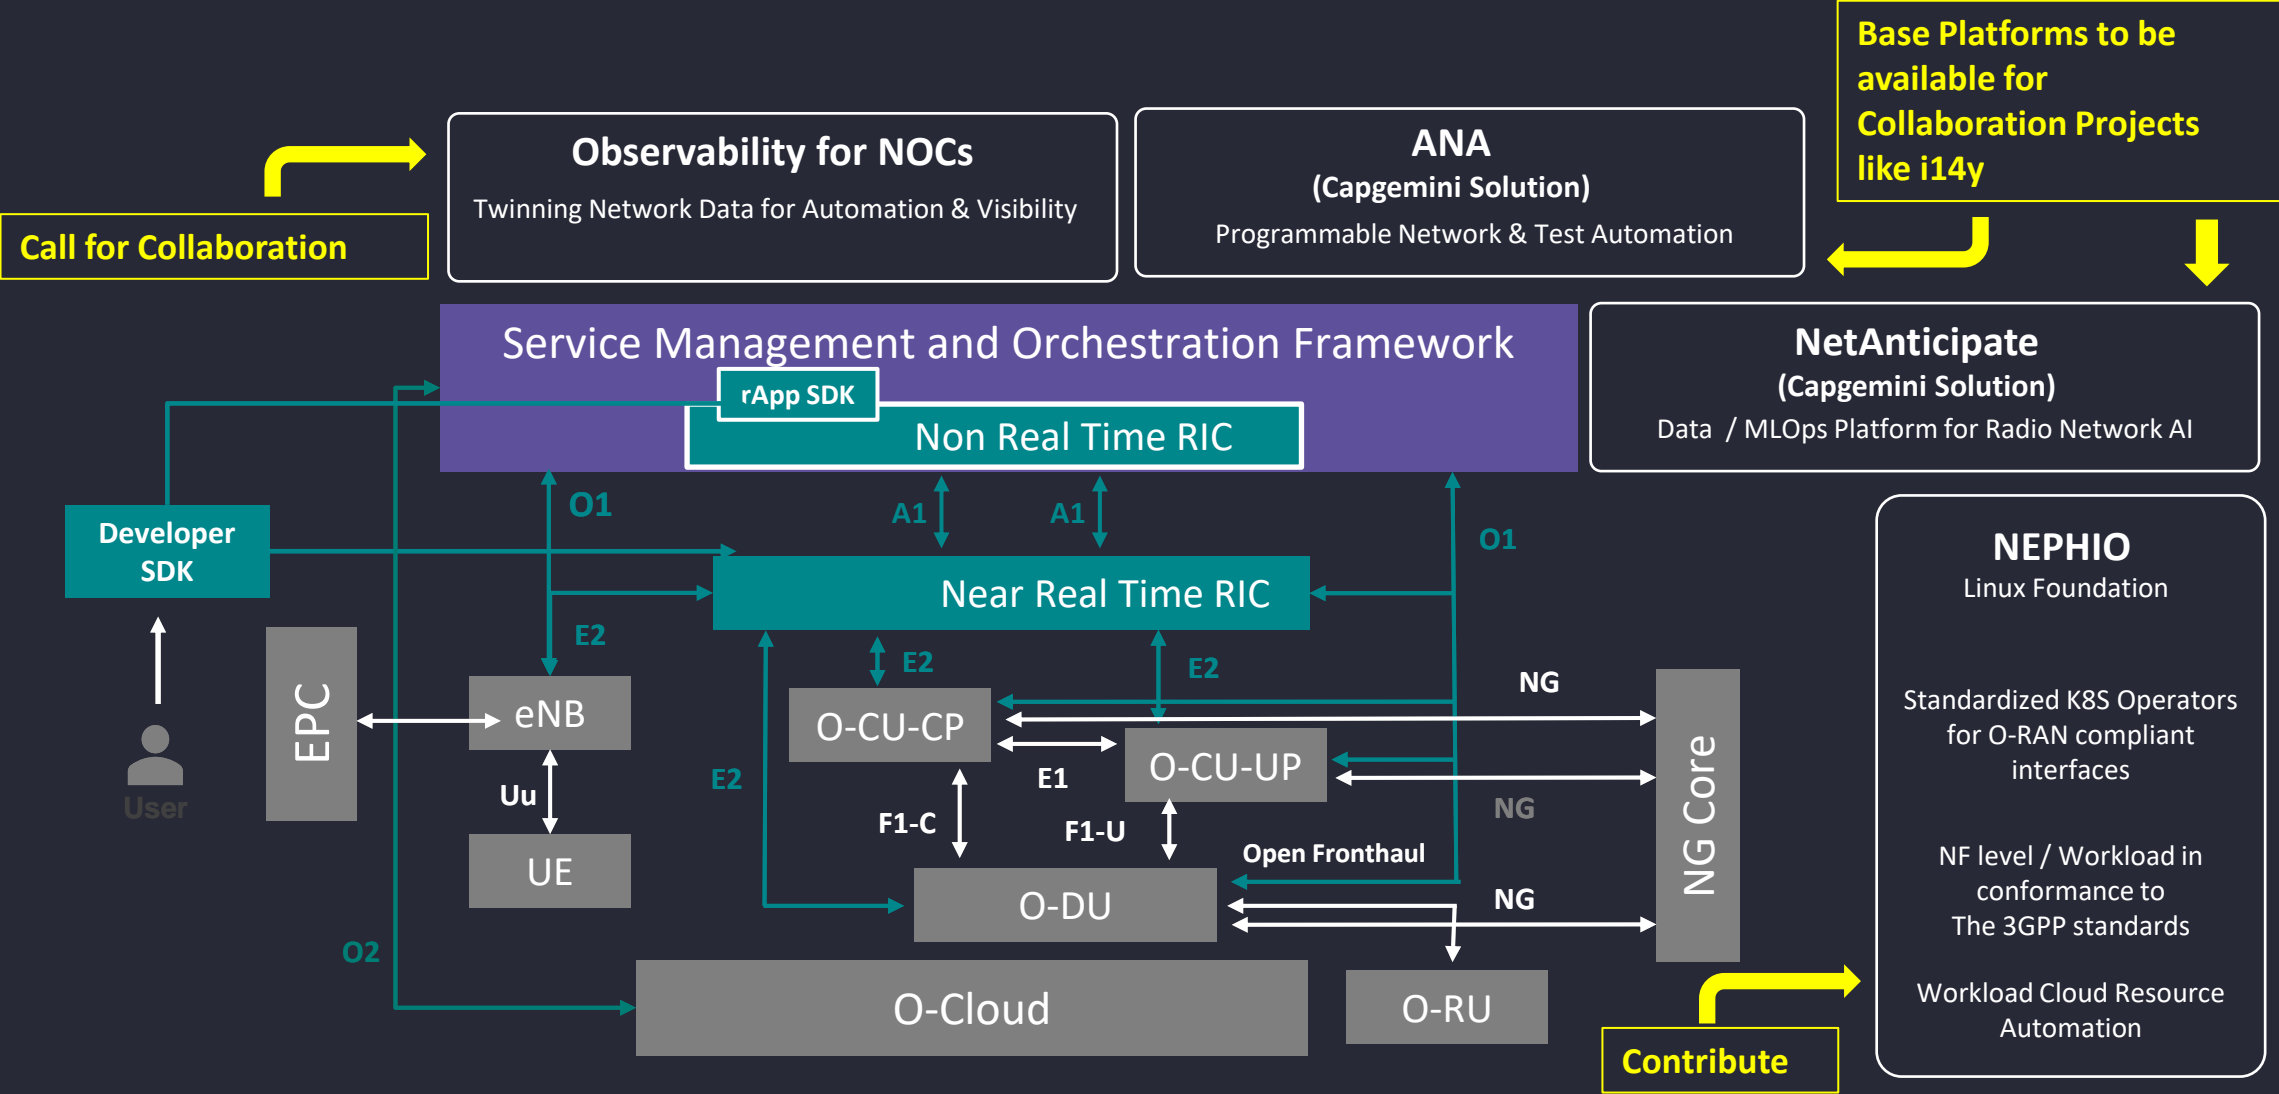 Base Platforms to be
available for
Collaboration Projects
like i14y
Observability for NOCs
Twinning Network Data for Automation & Visibility
ANA
(Capgemini Solution)
Programmable Network & Test Automation
Call for Collaboration
Service Management and Orchestration Framework
rApp SDK
Non Real Time RIC
NetAnticipate
(Capgemini Solution)
Data / MLOps Platform for Radio Network AI
O1
A1
A1
O1
Developer
SDK
Near Real Time RIC
NEPHIO
Linux Foundation
Standardized K8S Operators
for O-RAN compliant
interfaces
NF level / Workload in
conformance to
The 3GPP standards
Workload Cloud Resource
Automation
E2
E2
E2
E2
EPC
eNB
Uu
UE
User
O-CU-CP
O-CU-UP
E1
F1-C
F1-U
NG
NG
NG
NG Core
Open Fronthaul
O-DU
O2
O-Cloud
O-RU
Contribute